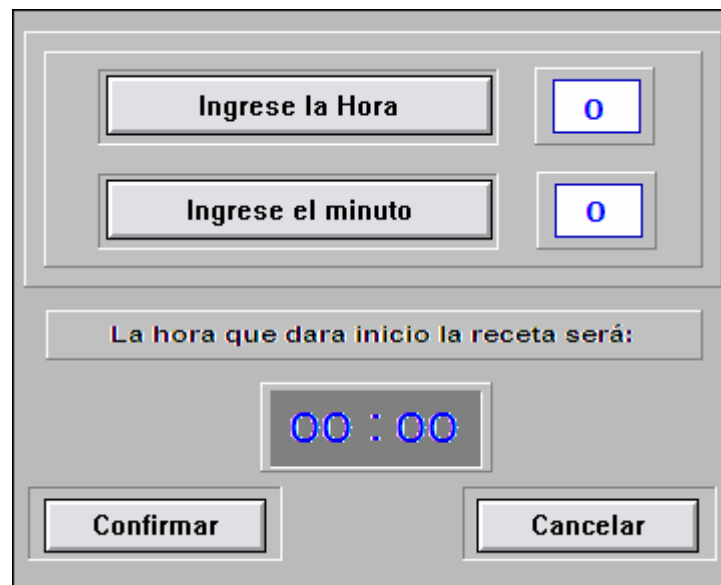 Ingrese la Hora 0
Ingrese el minuto 0
La hora que dara inicio la receta será:
00 : 00
Confirmar Cancelar